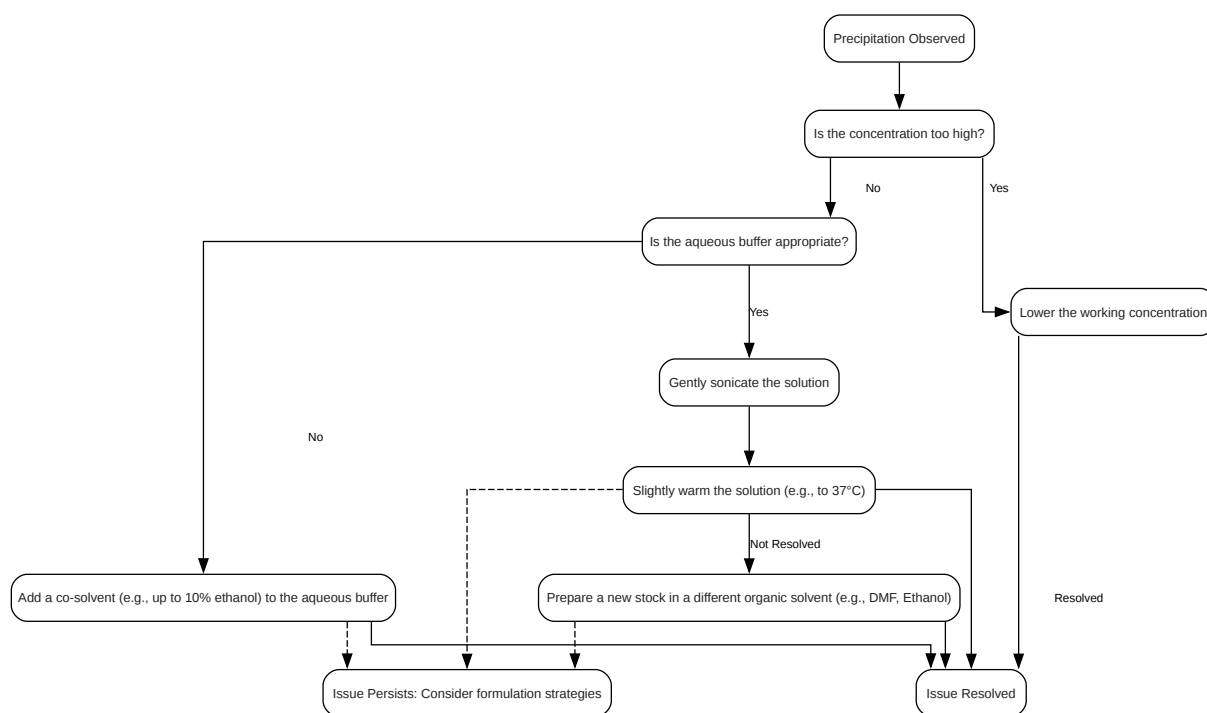 Precipitation Observed
Is the concentration too high?
No
Yes
Is the aqueous buffer appropriate?
Yes
Lower the working concentration
Gently sonicate the solution
No
Slightly warm the solution (e.g., to 37°C)
Not Resolved
Add a co-solvent (e.g., up to 10% ethanol) to the aqueous buffer
Prepare a new stock in a different organic solvent (e.g., DMF, Ethanol)
Resolved
Issue Persists: Consider formulation strategies
Issue Resolved